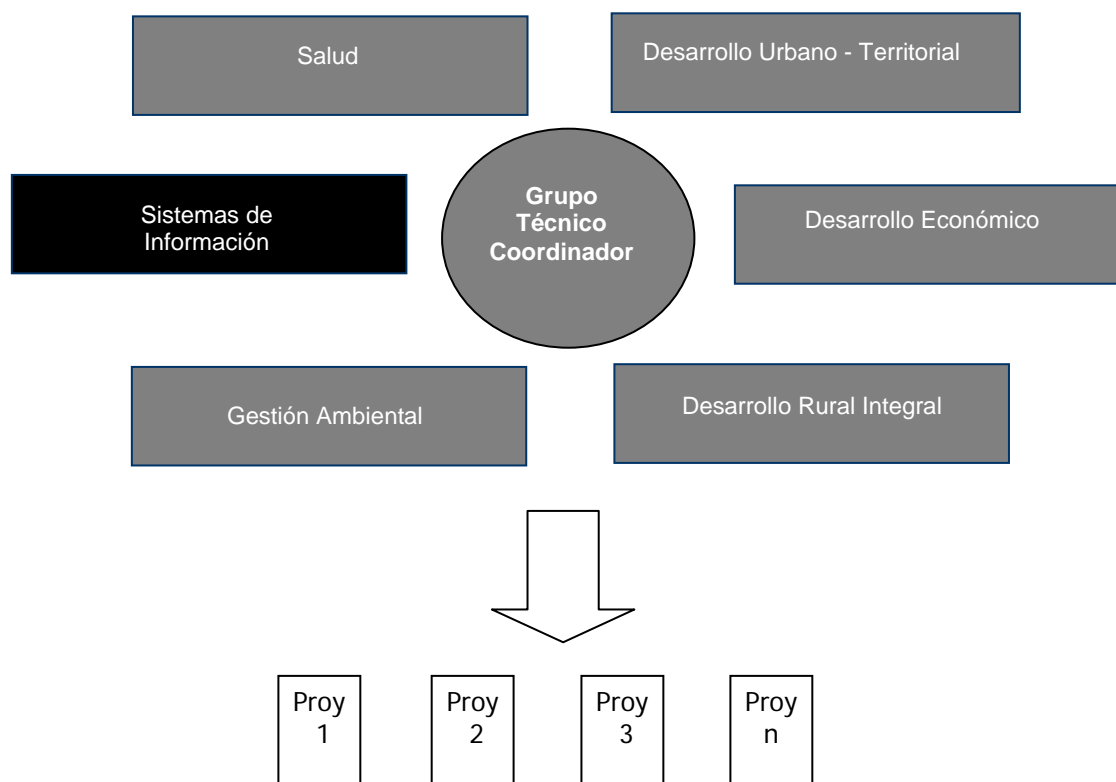 Salud
Desarrollo Urbano - Territorial
Sistemas de
Información
Grupo
Técnico
Coordinador
Desarrollo Económico
Gestión Ambiental
Desarrollo Rural Integral
Proy
1
Proy
2
Proy
3
Proy
n